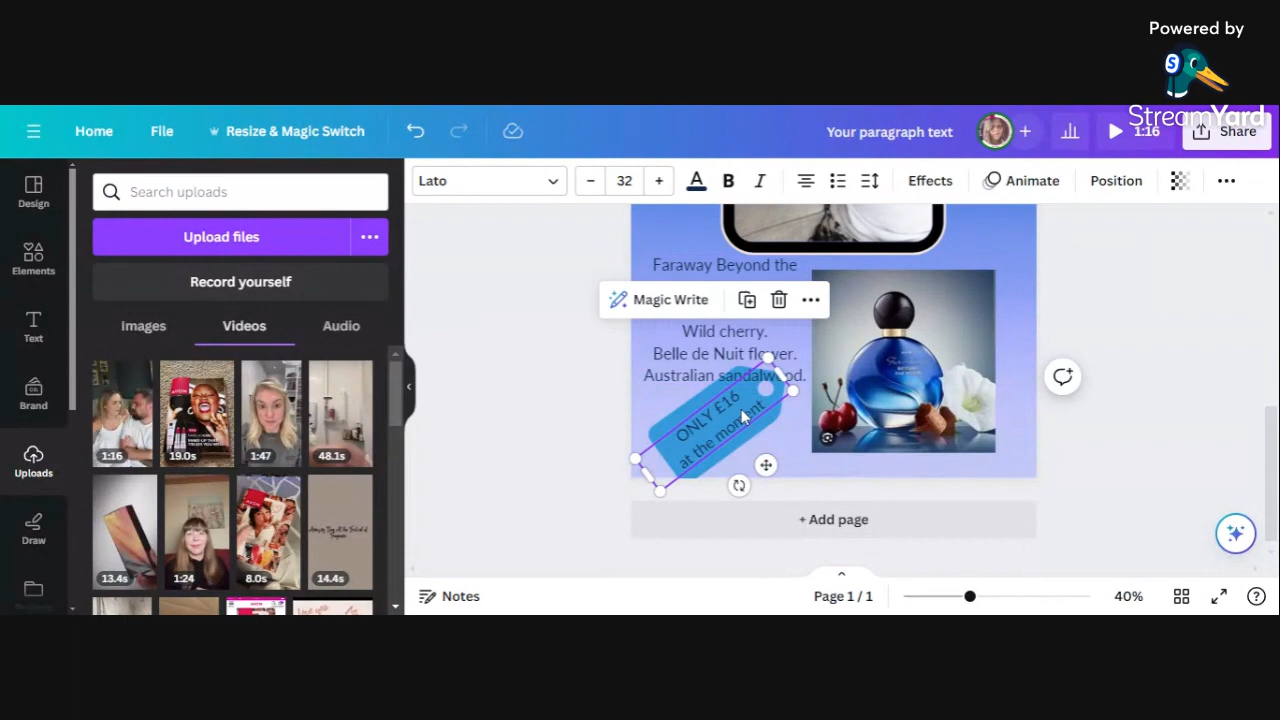 Powered by
StreamYard
Home File Resize & Magic Switch Your paragraph text + 1:16 Share
Design
Elements
Text
Brand
Uploads
Draw
Search uploads
Upload files
Record yourself
Images Videos Audio
1:16 19.0s 1:47 48.1s
13.4s 1:24 8.0s 14.4s
Lato − 32 + A B I Effects Animate Position
Faraway Beyond the
Magic Write
Wild cherry.
Belle de Nuit flower.
Australian sandalwood.
ONLY £16
at the moment
+ Add page
Notes Page 1 / 1 40%